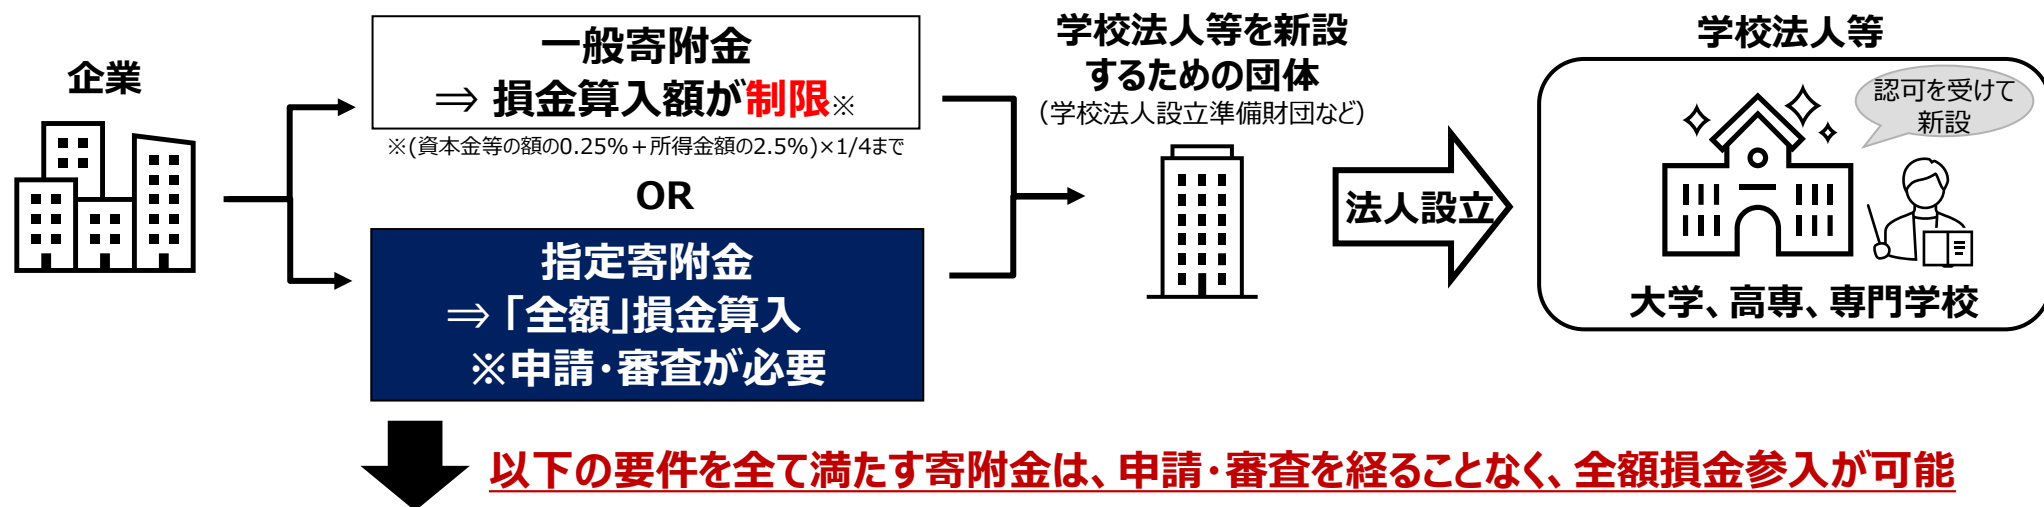 企業
一般寄附金
⇒ 損金算入額が制限※
※(資本金等の額の0.25%+所得金額の2.5%)×1/4まで
OR
指定寄附金
⇒「全額」損金算入
※申請・審査が必要
学校法人等を新設
するための団体
（学校法人設立準備財団など）
法人設立
学校法人等
認可を受けて
新設
大学、高専、専門学校
以下の要件を全て満たす寄附金は、申請・審査を経ることなく、全額損金参入が可能